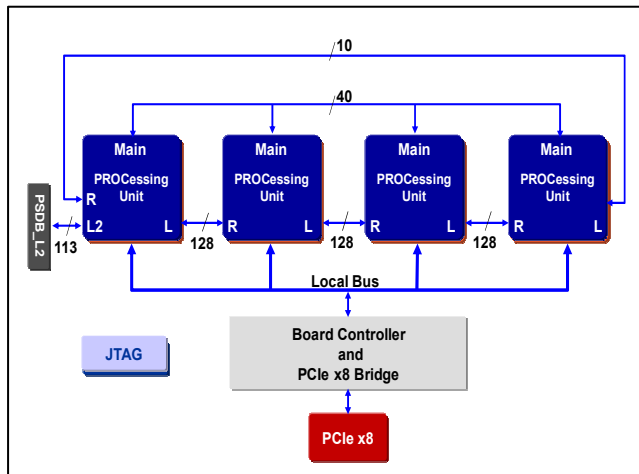 10
40
Main
Main
Main
Main
PROCessing
Unit
PROCessing
Unit
PROCessing
Unit
PROCessing
Unit
R
L2
L
R
L
R
L
R
L
PSDB_L2
113
128
128
128
Local Bus
Board Controller
and
PCIe x8 Bridge
JTAG
PCIe x8